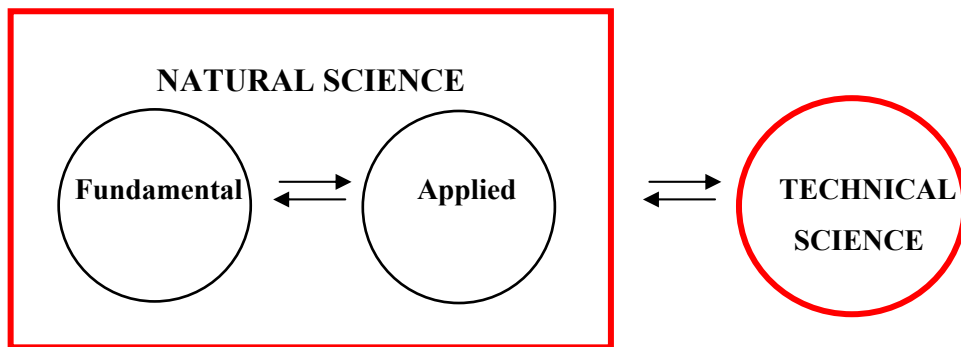 NATURAL SCIENCE
Fundamental
Applied
TECHNICAL
SCIENCE